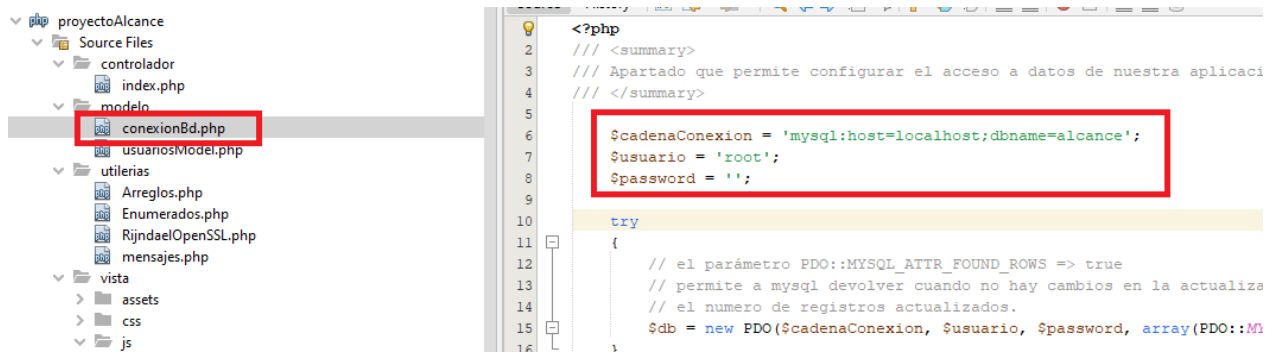 proyectoAlcance
Source Files
controlador
index.php
modelo
conexionBd.php
usuariosModel.php
utilerias
Arreglos.php
Enumerados.php
RijndaelOpenSSL.php
mensajes.php
vista
assets
css
js
<?php
2 /// <summary>
3 /// Apartado que permite configurar el acceso a datos de nuestra aplicaci
4 /// </summary>
5
6 $cadenaConexion = 'mysql:host=localhost;dbname=alcance';
7 $usuario = 'root';
8 $password = '';
9
10 try
11 {
12 // el parámetro PDO::MYSQL_ATTR_FOUND_ROWS => true
13 // permite a mysql devolver cuando no hay cambios en la actualiza
14 // el numero de registros actualizados.
15 $db = new PDO($cadenaConexion, $usuario, $password, array(PDO::MY
16 }